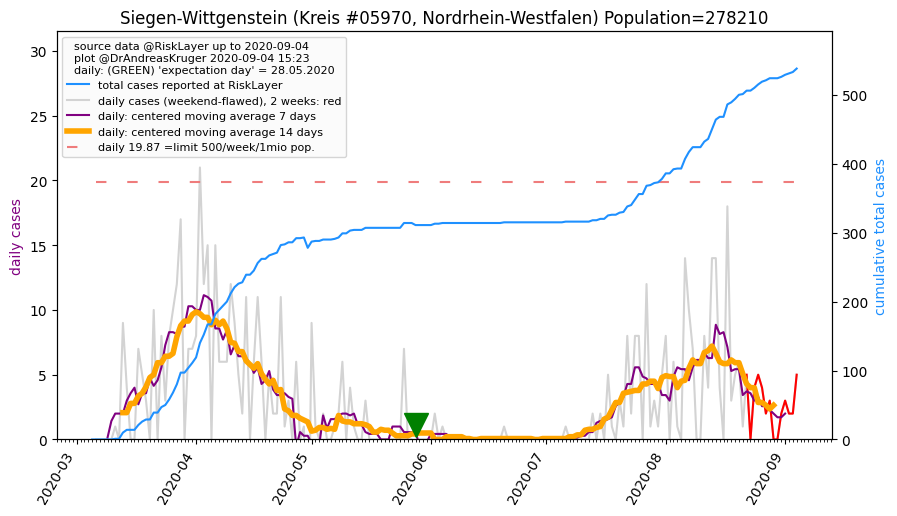 Siegen-Wittgenstein (Kreis #05970, Nordrhein-Westfalen) Population=278210
source data @RiskLayer up to 2020-09-04
plot @DrAndreasKruger 2020-09-04 15:23
daily: (GREEN) 'expectation day' = 28.05.2020
total cases reported at RiskLayer
daily cases (weekend-flawed), 2 weeks: red
daily: centered moving average 7 days
daily: centered moving average 14 days
daily 19.87 =limit 500/week/1mio pop.
daily cases
30
25
20
15
10
5
0
cumulative total cases
500
400
300
200
100
0
2020-03
2020-04
2020-05
2020-06
2020-07
2020-08
2020-09